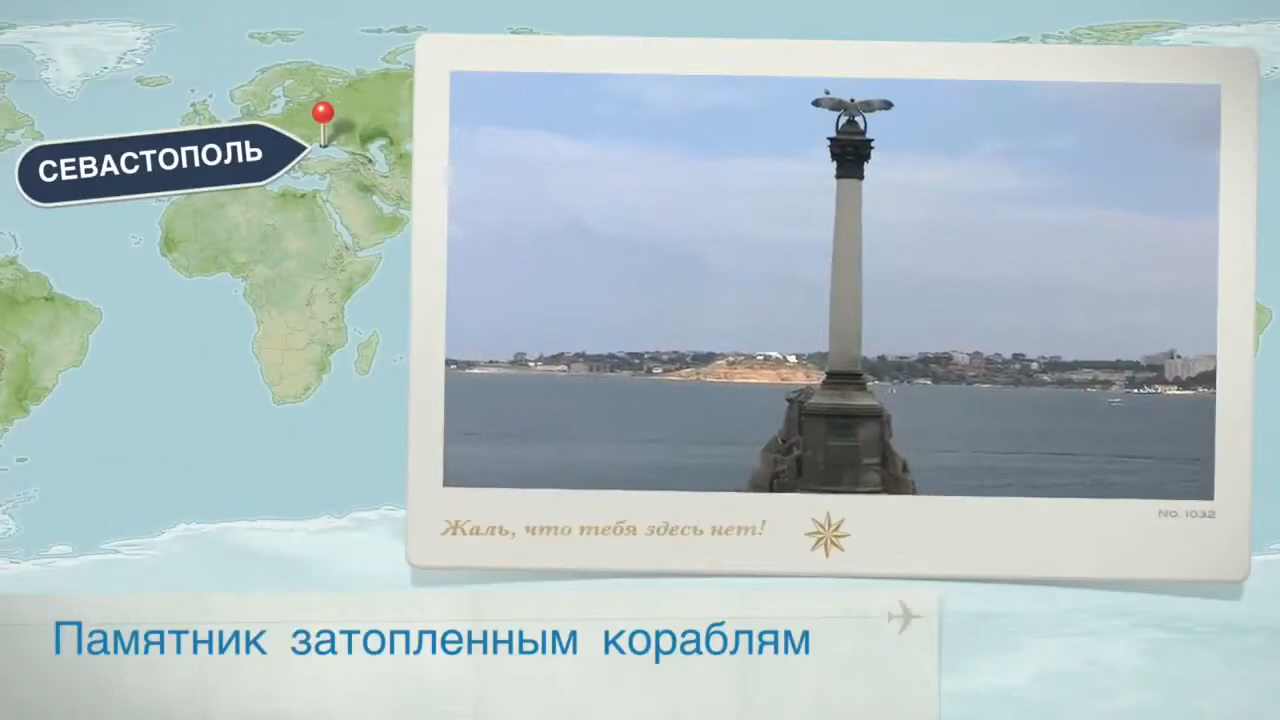 СЕВАСТОПОЛЬ
Жаль, что тебя здесь нет!
No. 1032
Памятник затопленным кораблям